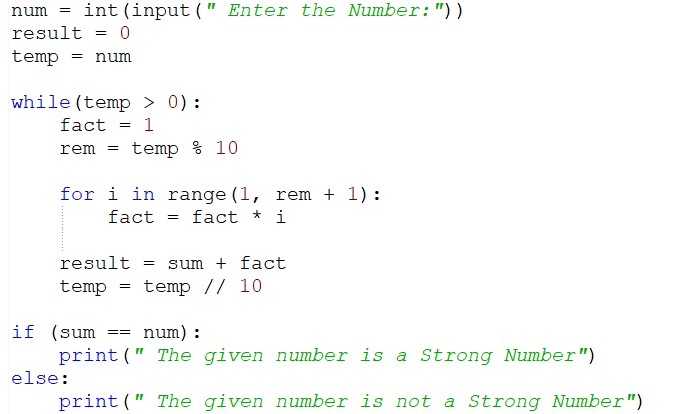 num = int(input(" Enter the Number:"))
result = 0
temp = num
while(temp > 0):
    fact = 1
    rem = temp % 10
    for i in range(1, rem + 1):
        fact = fact * i
    result = sum + fact
    temp = temp // 10
if (sum == num):
    print(" The given number is a Strong Number")
else:
    print(" The given number is not a Strong Number")